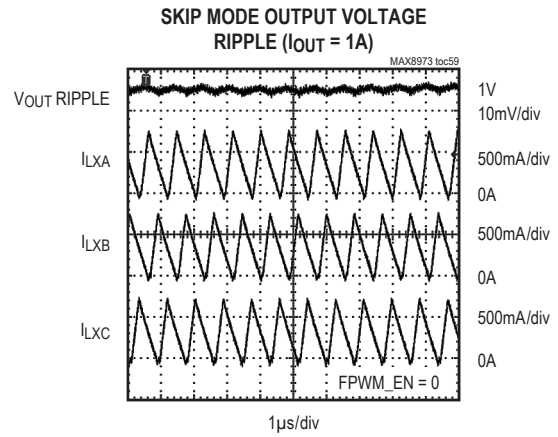 SKIP MODE OUTPUT VOLTAGE
RIPPLE (IOUT = 1A)
MAX8973 toc59
VOUT RIPPLE
1V
10mV/div
ILXA
500mA/div
0A
ILXB
500mA/div
0A
ILXC
500mA/div
0A
FPWM_EN = 0
1µs/div